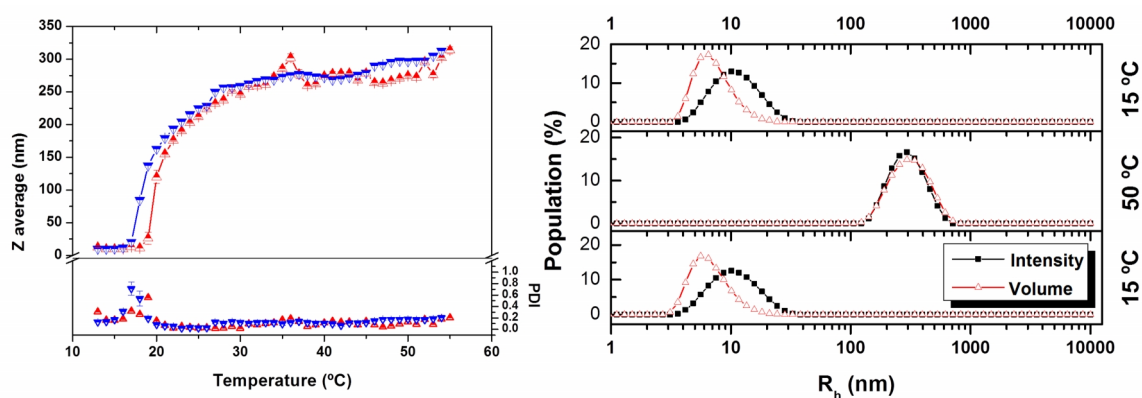 350
300
250
200
150
100
50
0
Z average (nm)
1.0
0.8
0.6
0.4
0.2
0.0
PDI
10 20 30 40 50 60
Temperature (ºC)
1 10 100 1000 10000
20
10
0
15 ºC
20
10
0
50 ºC
20
10
0
15 ºC
Population (%)
Intensity
Volume
1 10 100 1000 10000
R_h (nm)